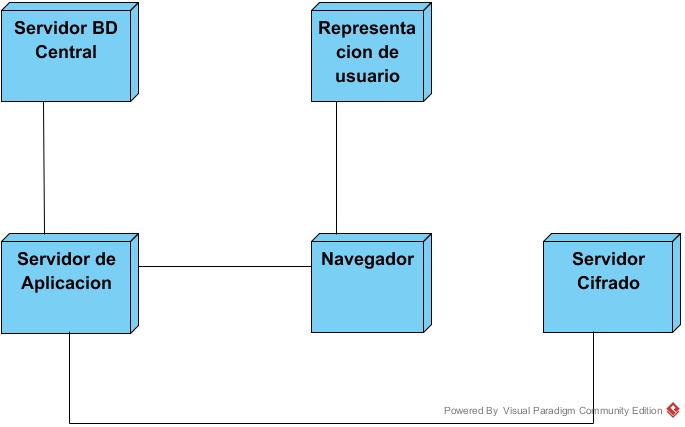 Servidor BD
Central
Representa
cion de
usuario
Servidor de
Aplicacion
Navegador
Servidor
Cifrado
Powered By Visual Paradigm Community Edition